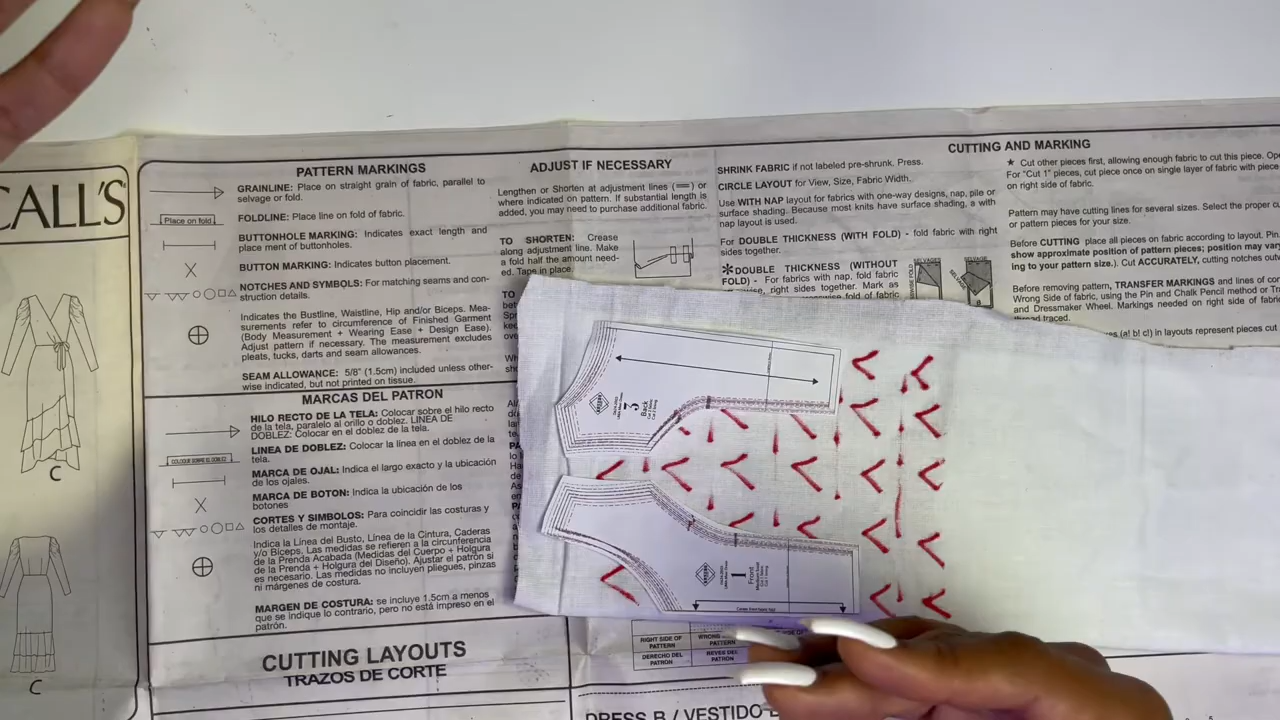 CALL'S
C
C
PATTERN MARKINGS
GRAINLINE: Place on straight grain of fabric, parallel to
selvage or fold.
Place on fold
FOLDLINE: Place line on fold of fabric.
BUTTONHOLE MARKING: Indicates exact length and
place ment of buttonholes.
BUTTON MARKING: Indicates button placement.
NOTCHES AND SYMBOLS: For matching seams and con-
struction details.
Indicates the Bustline, Waistline, Hip and/or Biceps. Mea-
surements refer to circumference of Finished Garment
(Body Measurement + Wearing Ease + Design Ease).
Adjust pattern if necessary. The measurement excludes
pleats, tucks, darts and seam allowances.
SEAM ALLOWANCE: 5/8" (1.5cm) included unless other-
wise indicated, but not printed on tissue.
MARCAS DEL PATRON
HILO RECTO DE LA TELA: Colocar sobre el hilo recto
de la tela, paralelo al orillo o doblez. LINEA DE
DOBLEZ: Colocar en el doblez de la tela.
LINEA DE DOBLEZ: Colocar la línea en el doblez de la
tela.
MARCA DE OJAL: Indica el largo exacto y la ubicación
de los ojales.
MARCA DE BOTON: Indica la ubicación de los
botones
CORTES Y SIMBOLOS: Para coincidir las costuras y
los detalles de montaje.
Indica la Línea del Busto, Línea de la Cintura, Caderas
y/o Biceps. Las medidas se refieren a la circunferencia
de la Prenda Acabada (Medidas del Cuerpo + Holgura
de la Prenda + Holgura del Diseño). Ajustar el patrón si
es necesario. Las medidas no incluyen pliegues, pinzas
ni márgenes de costura.
MARGEN DE COSTURA: se incluye 1.5cm a menos
que se indique lo contrario, pero no está impreso en el
patrón.
CUTTING LAYOUTS
TRAZOS DE CORTE
ADJUST IF NECESSARY
Lengthen or Shorten at adjustment lines (═) or
where indicated on pattern. If substantial length is
added, you may need to purchase additional fabric.
TO SHORTEN: Crease
along adjustment line. Make
a fold half the amount need-
ed. Tape in place.
TO
CUTTING AND MARKING
SHRINK FABRIC if not labeled pre-shrunk. Press.
CIRCLE LAYOUT for View, Size, Fabric Width.
Use WITH NAP layout for fabrics with one-way designs, nap, pile or
surface shading. Because most knits have surface shading, a with
nap layout is used.
For DOUBLE THICKNESS (WITH FOLD) - fold fabric with right
sides together.
*DOUBLE THICKNESS (WITHOUT
FOLD) - For fabrics with nap, fold fabric
right sides together. Mark as
fold of fabric
SELVAGES
FOLD
SELVAGE
★ Cut other pieces first, allowing enough fabric to cut this piece.
For "Cut 1" pieces, cut piece once on single layer of fabric with piece
on right side of fabric.
Pattern may have cutting lines for several sizes. Select the proper
or pattern pieces for your size.
Before CUTTING place all pieces on fabric according to layout. Pin.
show approximate position of pattern pieces; position may
ing to your pattern size.). Cut ACCURATELY, cutting notches
Before removing pattern, TRANSFER MARKINGS and lines of
Wrong Side of fabric, using the Pin and Chalk Pencil method or
and Dressmaker Wheel. Markings needed on right side of
thread traced.
(a! b! c!) in layouts represent pieces cut
3
Back
1
Front
RIGHT SIDE OF
PATTERN
DERECHO DEL
PATRÓN
WRONG
PATTERN
REVES DEL
PATRÓN
DRESS B / VESTIDO